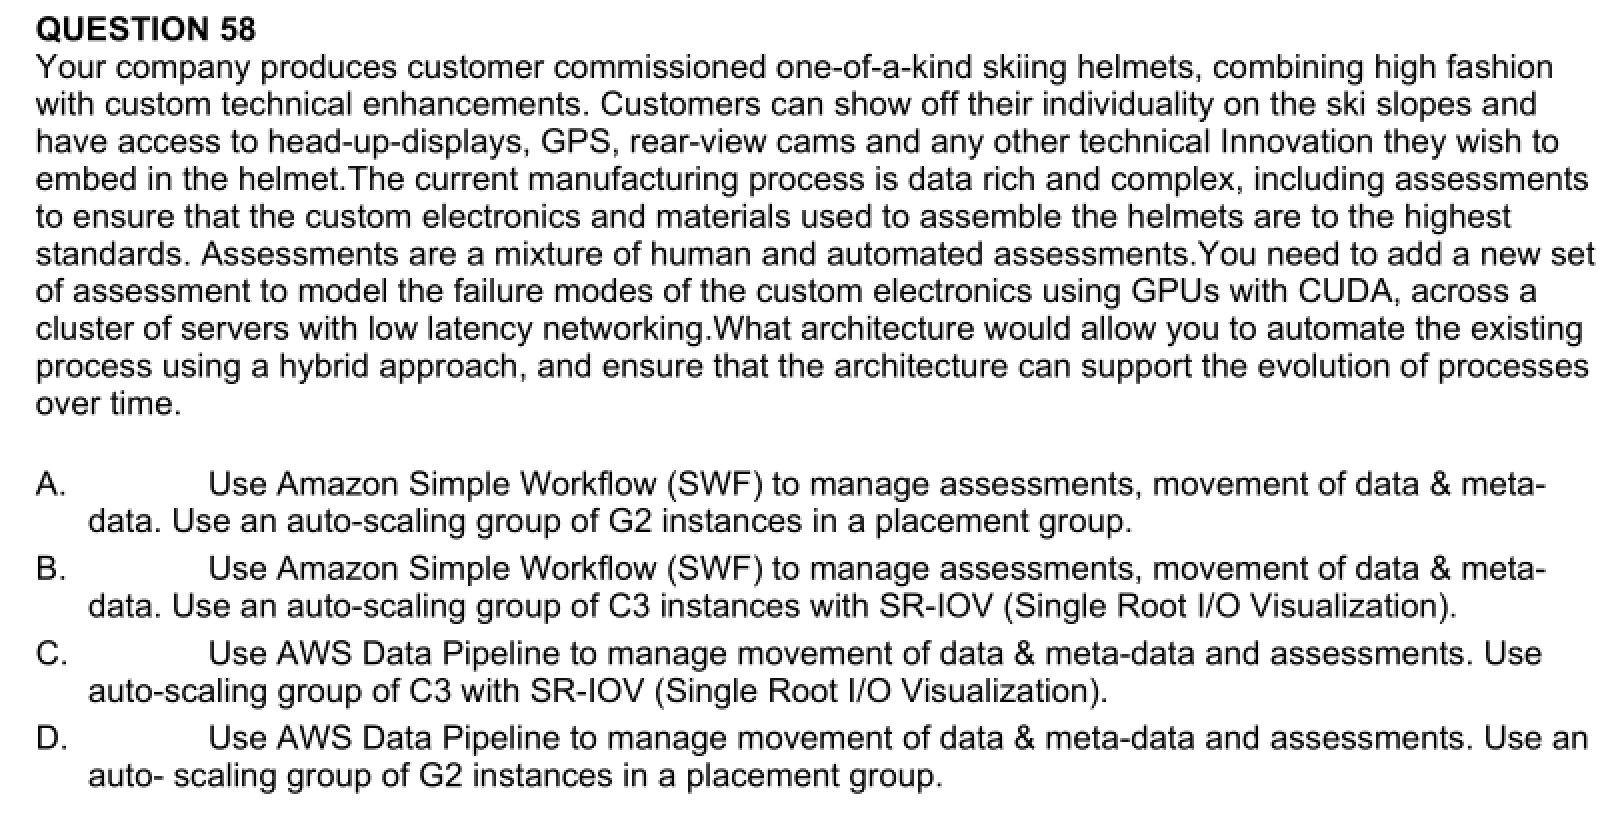 QUESTION 58
Your company produces customer commissioned one-of-a-kind skiing helmets, combining high fashion
with custom technical enhancements. Customers can show off their individuality on the ski slopes and
have access to head-up-displays, GPS, rear-view cams and any other technical Innovation they wish to
embed in the helmet.The current manufacturing process is data rich and complex, including assessments
to ensure that the custom electronics and materials used to assemble the helmets are to the highest
standards. Assessments are a mixture of human and automated assessments.You need to add a new set
of assessment to model the failure modes of the custom electronics using GPUs with CUDA, across a
cluster of servers with low latency networking.What architecture would allow you to automate the existing
process using a hybrid approach, and ensure that the architecture can support the evolution of processes
over time.
A. Use Amazon Simple Workflow (SWF) to manage assessments, movement of data & meta-
data. Use an auto-scaling group of G2 instances in a placement group.
B. Use Amazon Simple Workflow (SWF) to manage assessments, movement of data & meta-
data. Use an auto-scaling group of C3 instances with SR-IOV (Single Root I/O Visualization).
C. Use AWS Data Pipeline to manage movement of data & meta-data and assessments. Use
auto-scaling group of C3 with SR-IOV (Single Root I/O Visualization).
D. Use AWS Data Pipeline to manage movement of data & meta-data and assessments. Use an
auto- scaling group of G2 instances in a placement group.